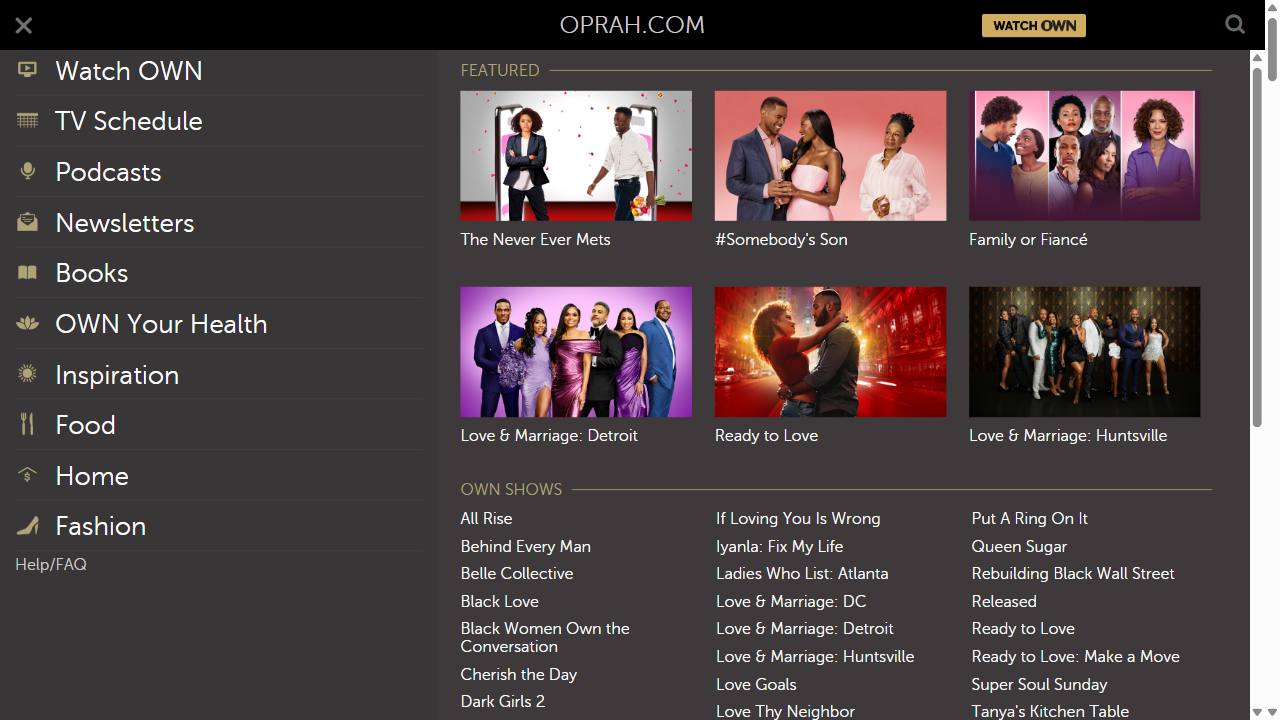 OPRAH.COM
WATCH OWN
Watch OWN
TV Schedule
Podcasts
Newsletters
Books
OWN Your Health
Inspiration
Food
Home
Fashion
Help/FAQ
FEATURED
The Never Ever Mets
#Somebody's Son
Family or Fiancé
Love & Marriage: Detroit
Ready to Love
Love & Marriage: Huntsville
OWN SHOWS
All Rise
Behind Every Man
Belle Collective
Black Love
Black Women Own the
Conversation
Cherish the Day
Dark Girls 2
If Loving You Is Wrong
Iyanla: Fix My Life
Ladies Who List: Atlanta
Love & Marriage: DC
Love & Marriage: Detroit
Love & Marriage: Huntsville
Love Goals
Love Thy Neighbor
Put A Ring On It
Queen Sugar
Rebuilding Black Wall Street
Released
Ready to Love
Ready to Love: Make a Move
Super Soul Sunday
Tanya's Kitchen Table